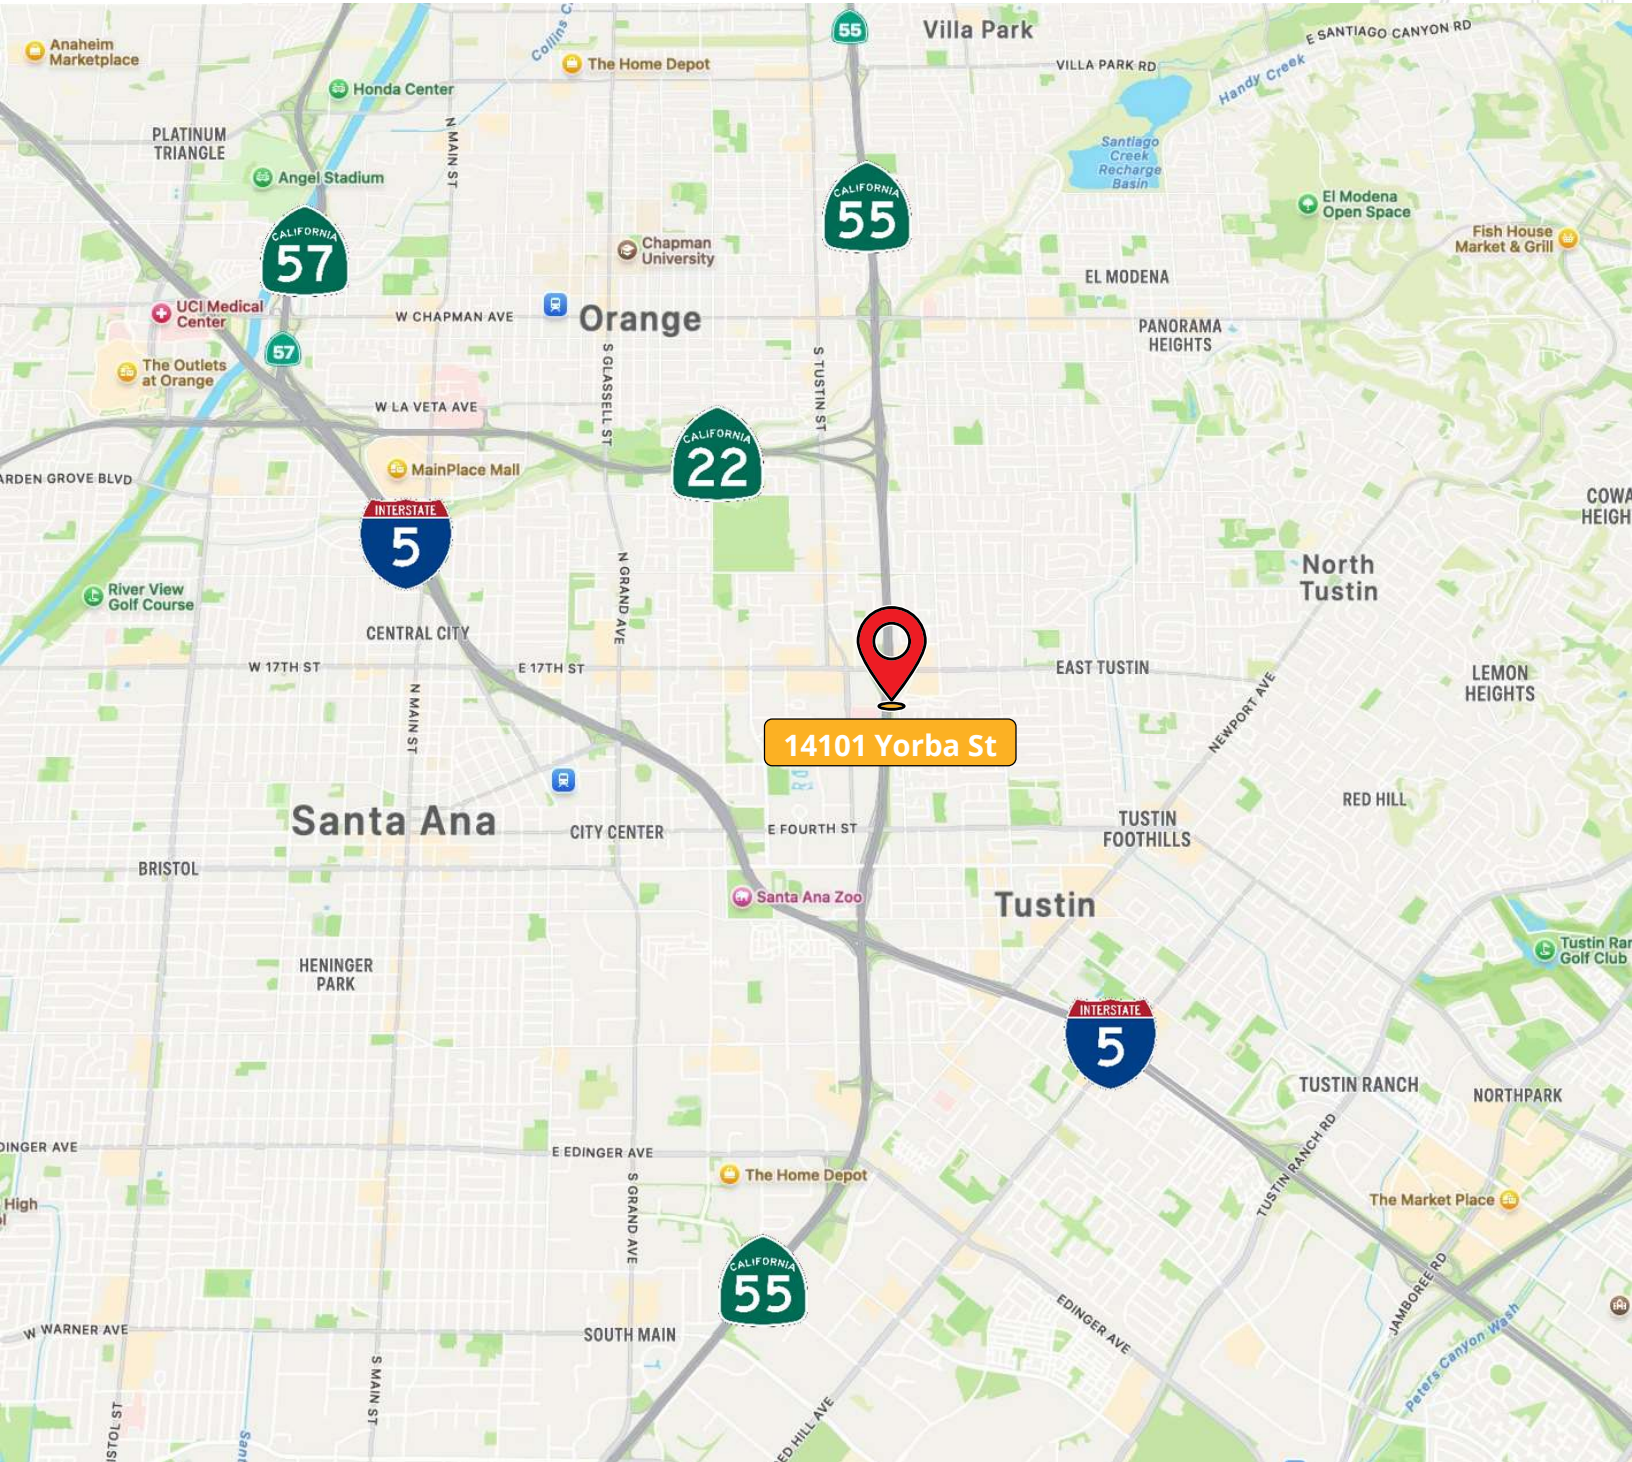 55
Villa Park
E SANTIAGO CANYON RD
Anaheim
Marketplace
Collins C
The Home Depot
VILLA PARK RD
Handy Creek
Honda Center
PLATINUM
TRIANGLE
N MAIN ST
Santiago
Creek
Recharge
Basin
Angel Stadium
CALIFORNIA
55
El Modena
Open Space
CALIFORNIA
57
Chapman
University
Fish House
Market & Grill
EL MODENA
UCI Medical
Center
W CHAPMAN AVE
Orange
PANORAMA
HEIGHTS
57
The Outlets
at Orange
S GLASSELL ST
S TUSTIN ST
W LA VETA AVE
CALIFORNIA
22
MainPlace Mall
ARDEN GROVE BLVD
COWA
HEIGH
INTERSTATE
5
North
Tustin
N GRAND AVE
River View
Golf Course
CENTRAL CITY
W 17TH ST
E 17TH ST
EAST TUSTIN
LEMON
HEIGHTS
N MAIN ST
NEWPORT AVE
14101 Yorba St
RED HILL
Santa Ana
CITY CENTER
E FOURTH ST
TUSTIN
FOOTHILLS
BRISTOL
Santa Ana Zoo
Tustin
Tustin Ran
Golf Club
HENINGER
PARK
INTERSTATE
5
TUSTIN RANCH
NORTHPARK
DINGER AVE
E EDINGER AVE
TUSTIN RANCH RD
The Home Depot
High
S GRAND AVE
The Market Place
CALIFORNIA
55
JAMBOREE RD
EDINGER AVE
W WARNER AVE
SOUTH MAIN
Peters Canyon Wash
S MAIN ST
ISTOL ST
San
ED HILL AVE